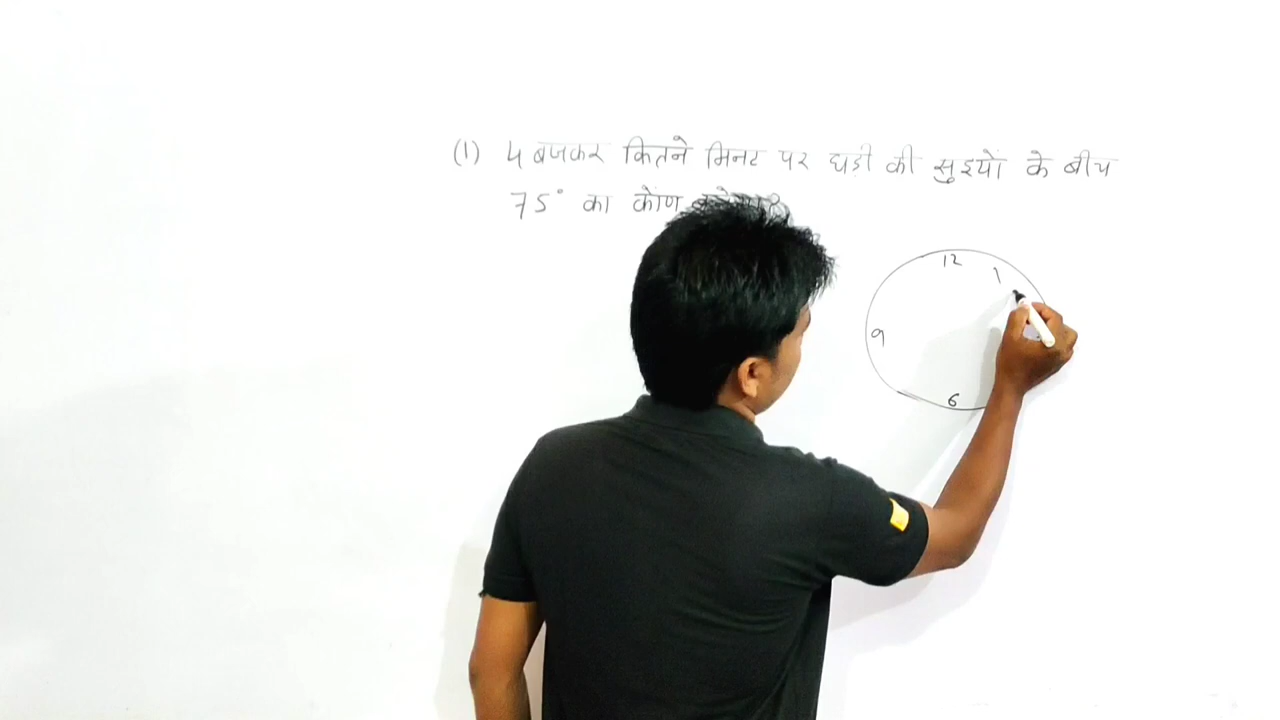 (1) 4 बजकर कितने मिनट पर घड़ी की सुइयों के बीच
75° का कोण
12
1
9
6